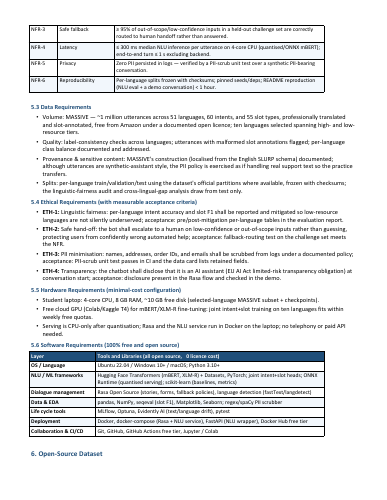 NFR-3 Safe fallback ≥ 95% of out-of-scope/low-confidence inputs in a held-out challenge set are correctly
routed to human handoff rather than answered.
NFR-4 Latency ≤ 300 ms median NLU inference per utterance on 4-core CPU (quantised/ONNX mBERT);
end-to-end turn ≤ 1 s excluding backend.
NFR-5 Privacy Zero PII persisted in logs — verified by a PII-scrub unit test over a synthetic PII-bearing
conversation.
NFR-6 Reproducibility Per-language splits frozen with checksums; pinned seeds/deps; README reproduction
(NLU eval + a demo conversation) < 1 hour.
5.3 Data Requirements
• Volume: MASSIVE — ~1 million utterances across 51 languages, 60 intents, and 55 slot types, professionally translated
and slot-annotated, free from Amazon under a documented open licence; ten languages selected spanning high- and low-
resource tiers.
• Quality: label-consistency checks across languages; utterances with malformed slot annotations flagged; per-language
class balance documented and addressed.
• Provenance & sensitive content: MASSIVE's construction (localised from the English SLURP schema) documented;
although utterances are synthetic-assistant style, the PII policy is exercised as if handling real support text so the practice
transfers.
• Splits: per-language train/validation/test using the dataset's official partitions where available, frozen with checksums;
the linguistic-fairness audit and cross-lingual-gap analysis draw from test only.
5.4 Ethical Requirements (with measurable acceptance criteria)
• ETH-1: Linguistic fairness: per-language intent accuracy and slot F1 shall be reported and mitigated so low-resource
languages are not silently underserved; acceptance: pre/post-mitigation per-language tables in the evaluation report.
• ETH-2: Safe hand-off: the bot shall escalate to a human on low-confidence or out-of-scope inputs rather than guessing,
protecting users from confidently wrong automated help; acceptance: fallback-routing test on the challenge set meets
the NFR.
• ETH-3: PII minimisation: names, addresses, order IDs, and emails shall be scrubbed from logs under a documented policy;
acceptance: PII-scrub unit test passes in CI and the data card lists retained fields.
• ETH-4: Transparency: the chatbot shall disclose that it is an AI assistant (EU AI Act limited-risk transparency obligation) at
conversation start; acceptance: disclosure present in the Rasa flow and checked in the demo.
5.5 Hardware Requirements (minimal-cost configuration)
• Student laptop: 4-core CPU, 8 GB RAM, ~10 GB free disk (selected-language MASSIVE subset + checkpoints).
• Free cloud GPU (Colab/Kaggle T4) for mBERT/XLM-R fine-tuning: joint intent+slot training on ten languages fits within
weekly free quotas.
• Serving is CPU-only after quantisation; Rasa and the NLU service run in Docker on the laptop; no telephony or paid API
needed.
5.6 Software Requirements (100% free and open source)
Layer Tools and Libraries (all open source, 0 licence cost)
OS / Language Ubuntu 22.04 / Windows 10+ / macOS; Python 3.10+
NLU / ML frameworks Hugging Face Transformers (mBERT, XLM-R) + Datasets, PyTorch; joint intent+slot heads; ONNX
Runtime (quantised serving); scikit-learn (baselines, metrics)
Dialogue management Rasa Open Source (stories, forms, fallback policies), language detection (fastText/langdetect)
Data & EDA pandas, NumPy, seqeval (slot F1), Matplotlib, Seaborn; regex/spaCy PII scrubber
Life cycle tools MLflow, Optuna, Evidently AI (text/language drift), pytest
Deployment Docker, docker-compose (Rasa + NLU service), FastAPI (NLU wrapper), Docker Hub free tier
Collaboration & CI/CD Git, GitHub, GitHub Actions free tier, Jupyter / Colab
6. Open-Source Dataset